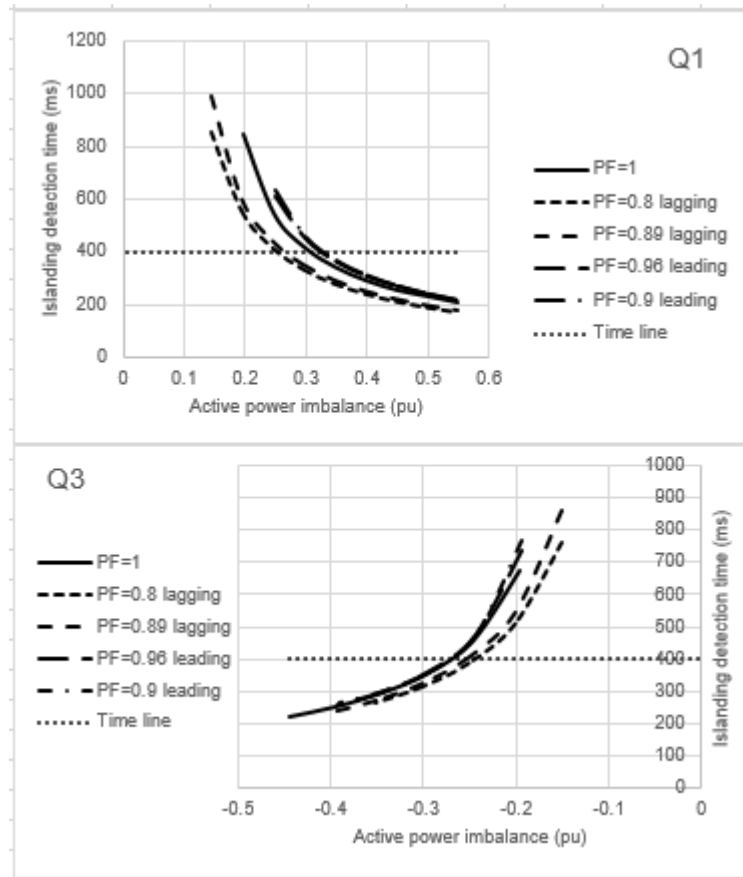 Q1
Islanding detection time (ms)
1200
1000
800
600
400
200
0
0 0.1 0.2 0.3 0.4 0.5 0.6
Active power imbalance (pu)
PF=1
PF=0.8 lagging
PF=0.89 lagging
PF=0.96 leading
PF=0.9 leading
Time line
Q3
PF=1
PF=0.8 lagging
PF=0.89 lagging
PF=0.96 leading
PF=0.9 leading
Time line
1000
900
800
700
600
500
400
300
200
100
0
Islanding detection time (ms)
-0.5 -0.4 -0.3 -0.2 -0.1 0
Active power imbalance (pu)